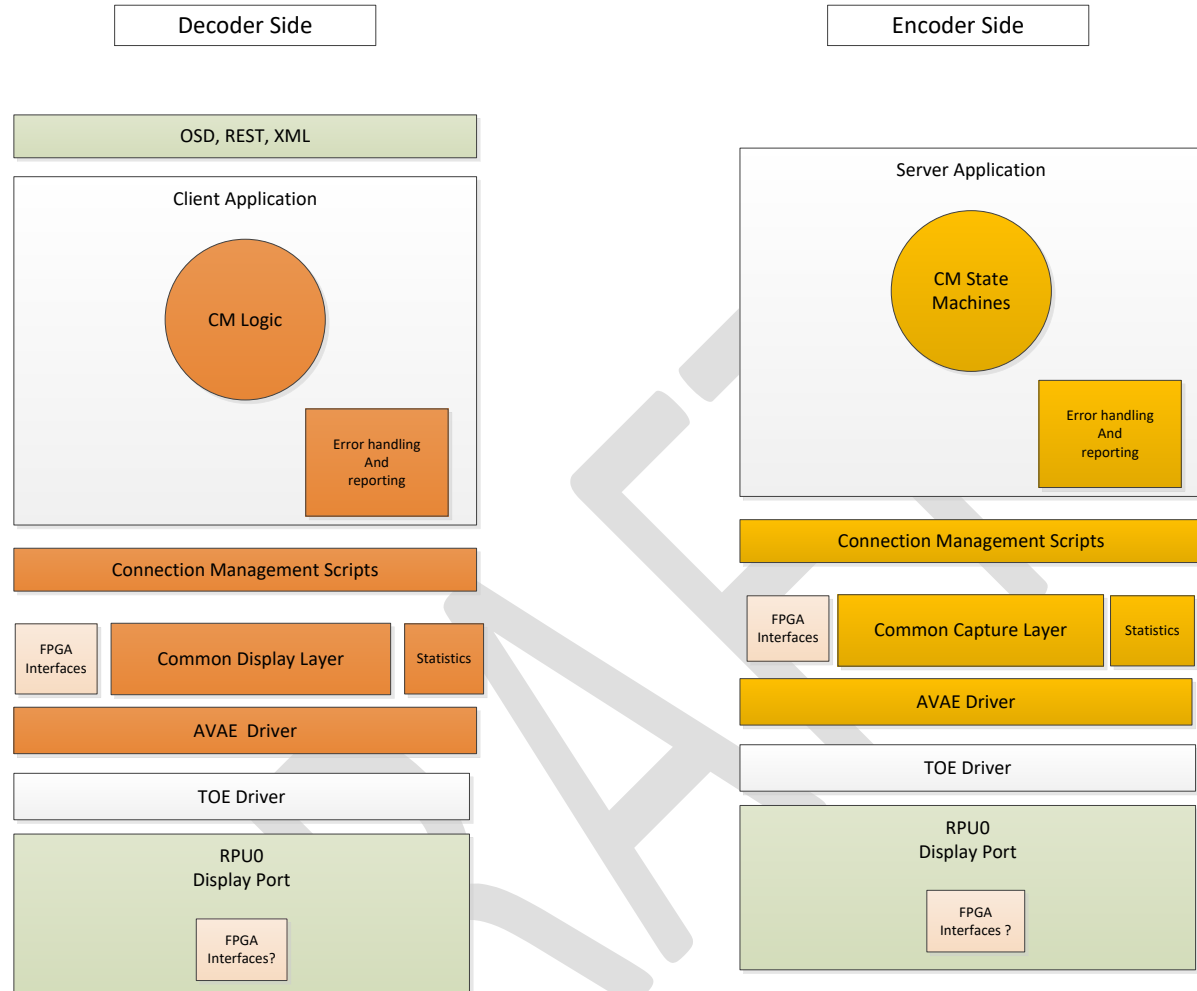 Decoder Side
OSD, REST, XML
Client Application
CM Logic
Error handling
And
reporting
Connection Management Scripts
FPGA
Interfaces
Common Display Layer
Statistics
AVAE  Driver
TOE Driver
RPU0
Display Port
FPGA
Interfaces?
Encoder Side
Server Application
CM State
Machines
Error handling
And
reporting
Connection Management Scripts
FPGA
Interfaces
Common Capture Layer
Statistics
AVAE Driver
TOE Driver
RPU0
Display Port
FPGA
Interfaces ?